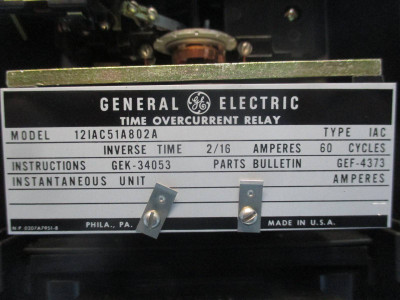 GENERAL GE ELECTRIC
TIME OVERCURRENT RELAY
MODEL 12IAC51A802A TYPE IAC
INVERSE TIME 2/16 AMPERES 60 CYCLES
INSTRUCTIONS GEK-34053 PARTS BULLETIN GEF-4373
INSTANTANEOUS UNIT AMPERES
PHILA., PA. MADE IN U.S.A.